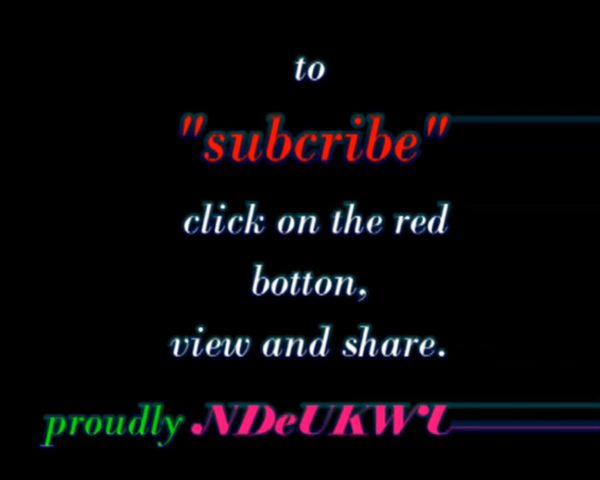 to
"subcribe"
click on the red
botton,
view and share.
proudly NDeUKWU